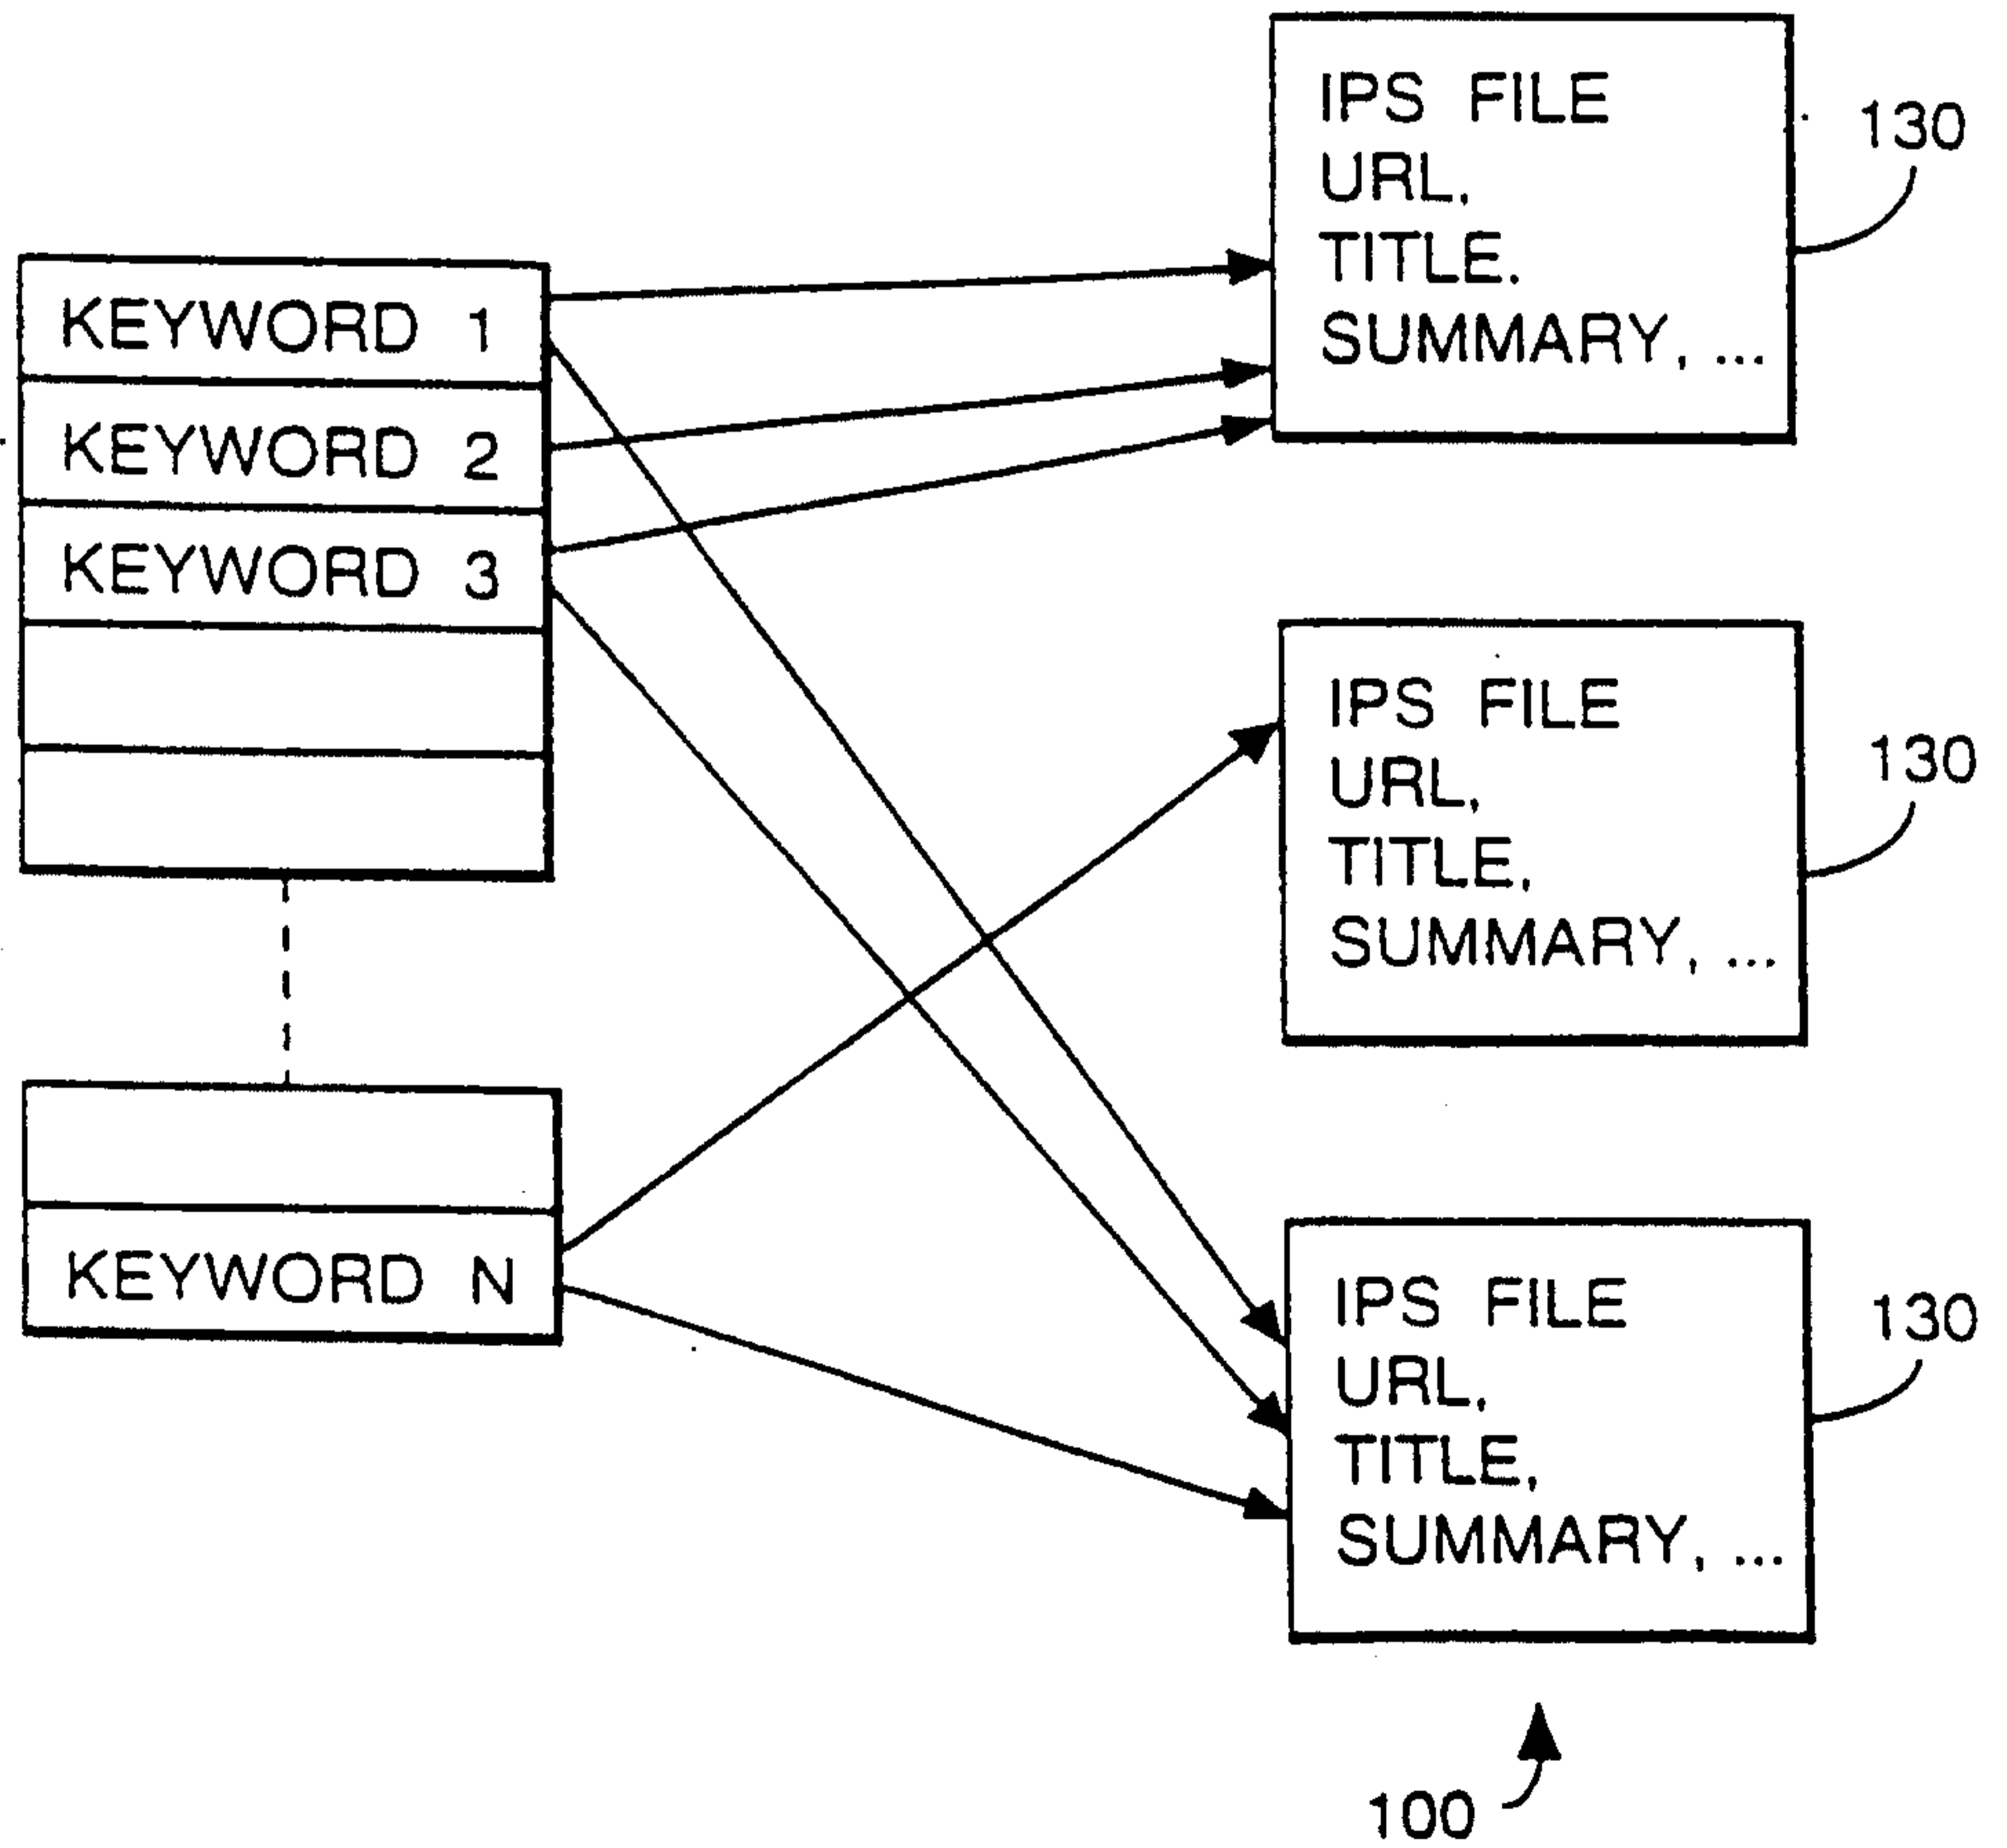 KEYWORD 1
KEYWORD 2
KEYWORD 3
KEYWORD N
IPS FILE
URL,
TITLE.
SUMMARY, ...
130
IPS FILE
URL,
TITLE,
SUMMARY, ...
130
IPS FILE
URL,
TITLE,
SUMMARY, ...
130
100